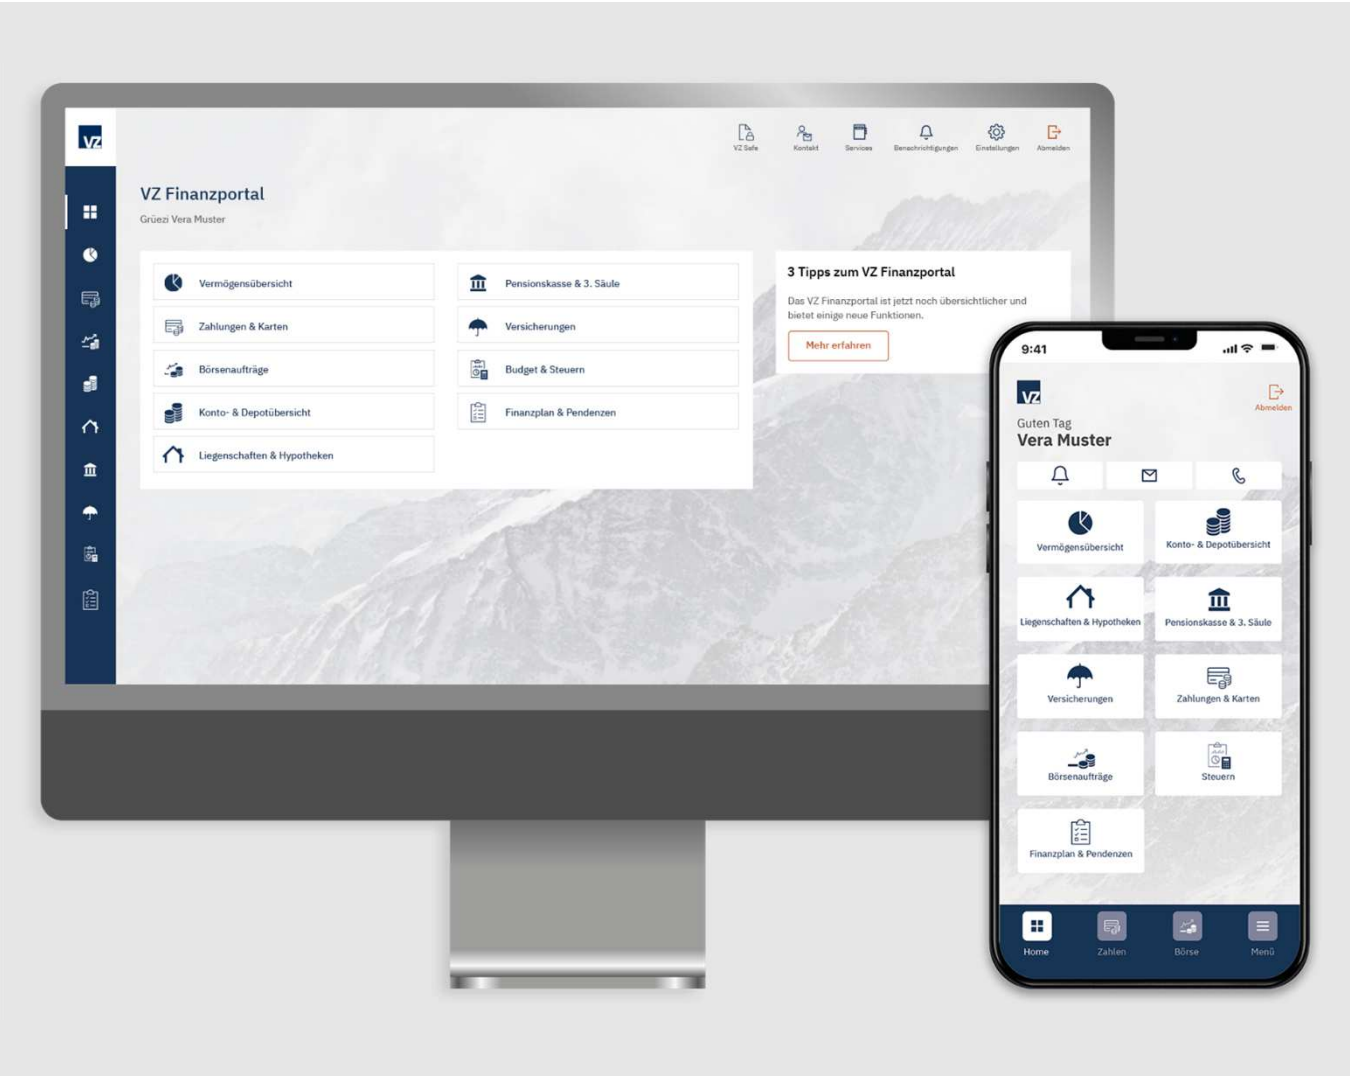 VZ
VZ Safe
Kontakt
Services
Benachrichtigungen
Einstellungen
Abmelden
VZ Finanzportal
Grüezi Vera Muster
Vermögensübersicht
Zahlungen & Karten
Börsenaufträge
Konto- & Depotübersicht
Liegenschaften & Hypotheken
Pensionskasse & 3. Säule
Versicherungen
Budget & Steuern
Finanzplan & Pendenzen
3 Tipps zum VZ Finanzportal
Das VZ Finanzportal ist jetzt noch übersichtlicher und
bietet einige neue Funktionen.
Mehr erfahren
9:41
VZ
Abmelden
Guten Tag
Vera Muster
Vermögensübersicht
Konto- & Depotübersicht
Liegenschaften & Hypotheken
Pensionskasse & 3. Säule
Versicherungen
Zahlungen & Karten
Börsenaufträge
Steuern
Finanzplan & Pendenzen
Home
Zahlen
Börse
Menü